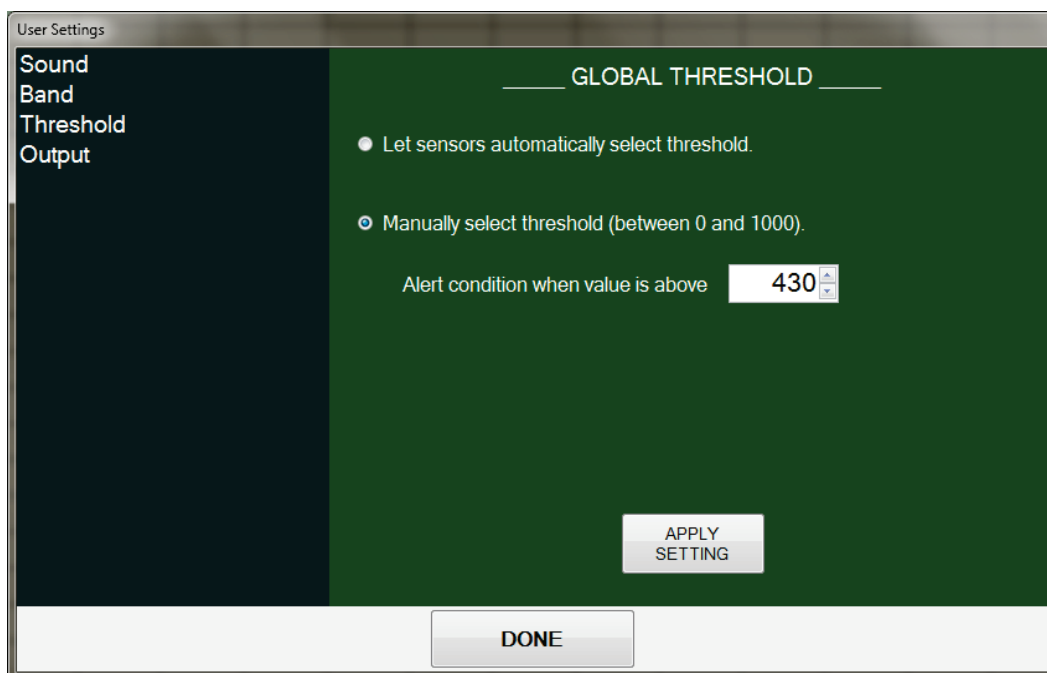 User Settings
Sound
Band
Threshold
Output
_____ GLOBAL THRESHOLD _____
Let sensors automatically select threshold.
Manually select threshold (between 0 and 1000).
Alert condition when value is above 430
APPLY
SETTING
DONE